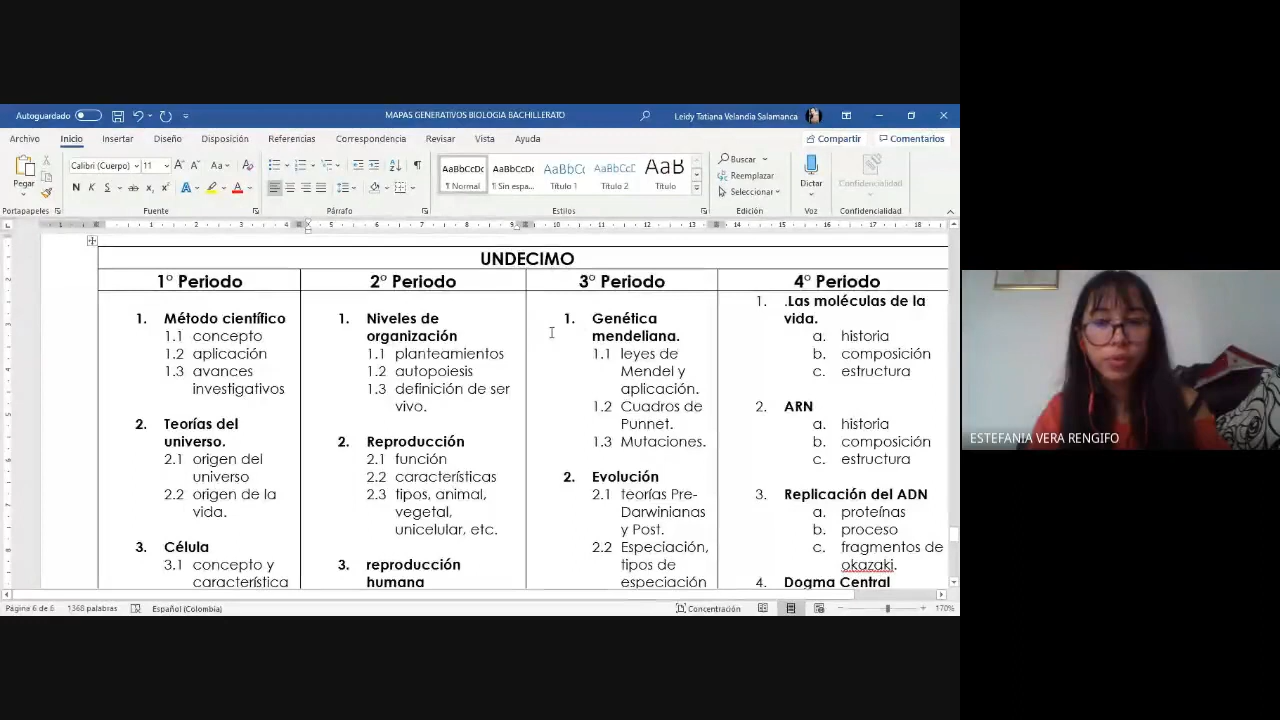 Autoguardado
MAPAS GENERATIVOS BIOLOGIA BACHILLERATO
Leidy Tatiana Velandia Salamanca
Archivo Inicio Insertar Diseño Disposición Referencias Correspondencia Revisar Vista Ayuda
Compartir Comentarios
Pegar
Calibri (Cuerpo) 11
N K S
AaBbCcDc AaBbCcDc AaBbCc AaBbCcC AaB
¶ Normal ¶ Sin espa... Título 1 Título 2 Título
Buscar
Reemplazar
Seleccionar
Dictar
Confidencialidad
Portapapeles Fuente Párrafo Estilos Edición Voz Confidencialidad
UNDECIMO
1° Periodo
1. Método científico
1.1 concepto
1.2 aplicación
1.3 avances
investigativos
2. Teorías del
universo.
2.1 origen del
universo
2.2 origen de la
vida.
3. Célula
3.1 concepto y
característica
2° Periodo
1. Niveles de
organización
1.1 planteamientos
1.2 autopoiesis
1.3 definición de ser
vivo.
2. Reproducción
2.1 función
2.2 características
2.3 tipos, animal,
vegetal,
unicelular, etc.
3. reproducción
humana
3° Periodo
1. Genética
mendeliana.
1.1 leyes de
Mendel y
aplicación.
1.2 Cuadros de
Punnet.
1.3 Mutaciones.
2. Evolución
2.1 teorías Pre-
Darwinianas
y Post.
2.2 Especiación,
tipos de
especiación
4° Periodo
1. .Las moléculas de la
vida.
a. historia
b. composición
c. estructura
2. ARN
a. historia
b. composición
c. estructura
3. Replicación del ADN
a. proteínas
b. proceso
c. fragmentos de
okazaki.
4. Dogma Central
Página 6 de 6 1368 palabras Español (Colombia)
Concentración 170%
ESTEFANIA VERA RENGIFO